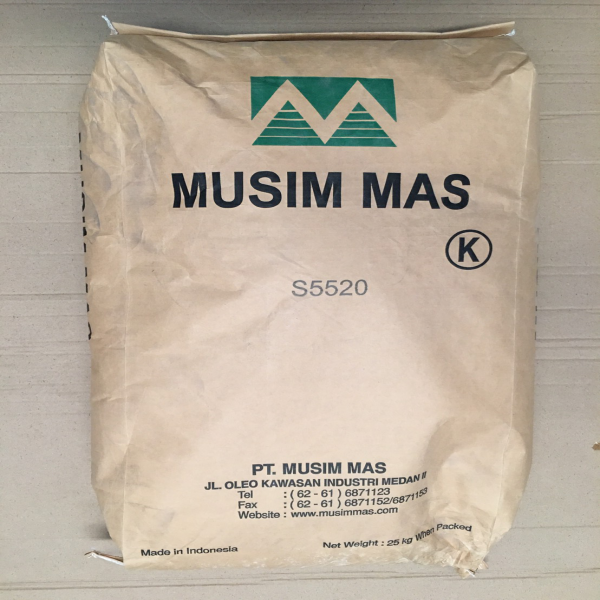 MUSIM MAS
K
S5520
PT. MUSIM MAS
JL. OLEO KAWASAN INDUSTRI MEDAN II
Tel : ( 62 - 61 ) 6871123
Fax : ( 62 - 61 ) 6871152/6871153
Website : www.musimmas.com
Made in Indonesia
Net Weight : 25 kg When Packed